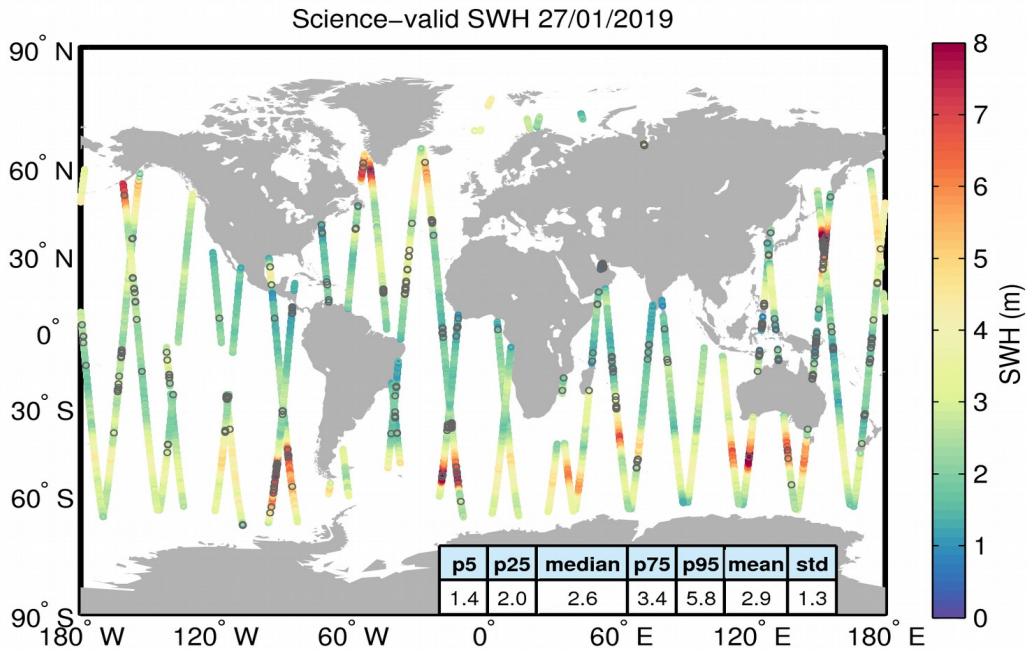 Science−valid SWH 27/01/2019
90° N
60° N
30° N
0°
30° S
60° S
90° S
180° W
120° W
60° W
0°
60° E
120° E
180° E
p5 p25 median p75 p95 mean std
1.4 2.0 2.6 3.4 5.8 2.9 1.3
8
7
6
5
4
3
2
1
0
SWH (m)